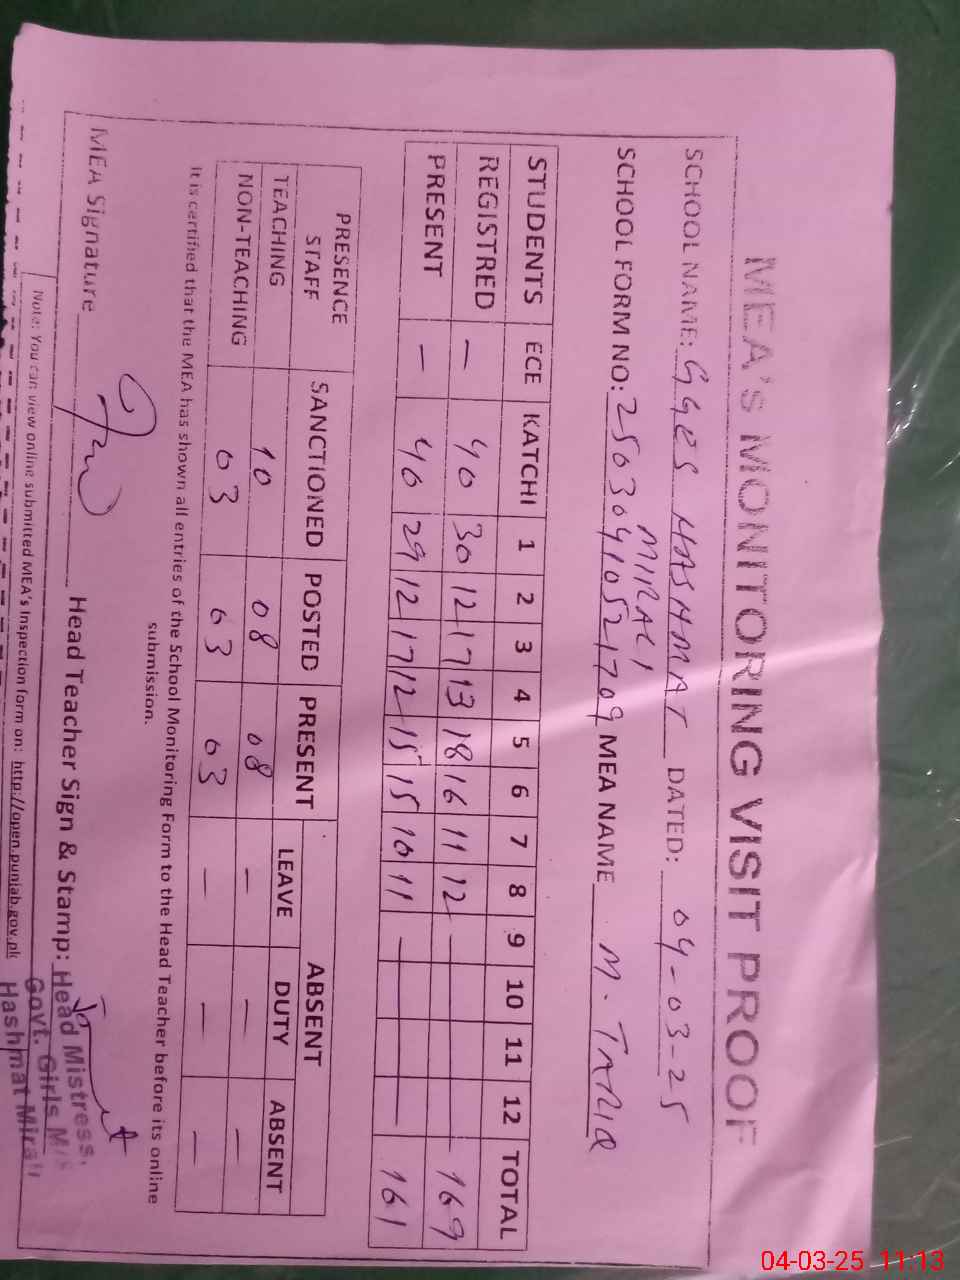 MEA's MONITORING VISIT PROOF
SCHOOL NAME: GGES HASHMAT MIRALI DATED: 04-03-25
SCHOOL FORM NO: 25030410521709 MEA NAME M. TARIQ
STUDENTS ECE KATCHI 1 2 3 4 5 6 7 8 9 10 11 12 TOTAL
REGISTRED — 40 30 12 17 13 18 16 11 12 — 169
PRESENT — 40 29 12 17 12 15 15 10 11 — 161
PRESENCE STAFF SANCTIONED POSTED PRESENT ABSENT
LEAVE DUTY ABSENT
TEACHING 10 08 08 — — —
NON-TEACHING 03 03 03 — — —
It is certified that the MEA has shown all entries of the School Monitoring Form to the Head Teacher before its online
submission.
MEA Signature Head Teacher Sign & Stamp:
Head Mistress,
Govt. Girls
Hashmat Mirali
Note: You can view online submitted MEA's Inspection form on: http://open.punjab.gov.pk
04-03-25 11:13